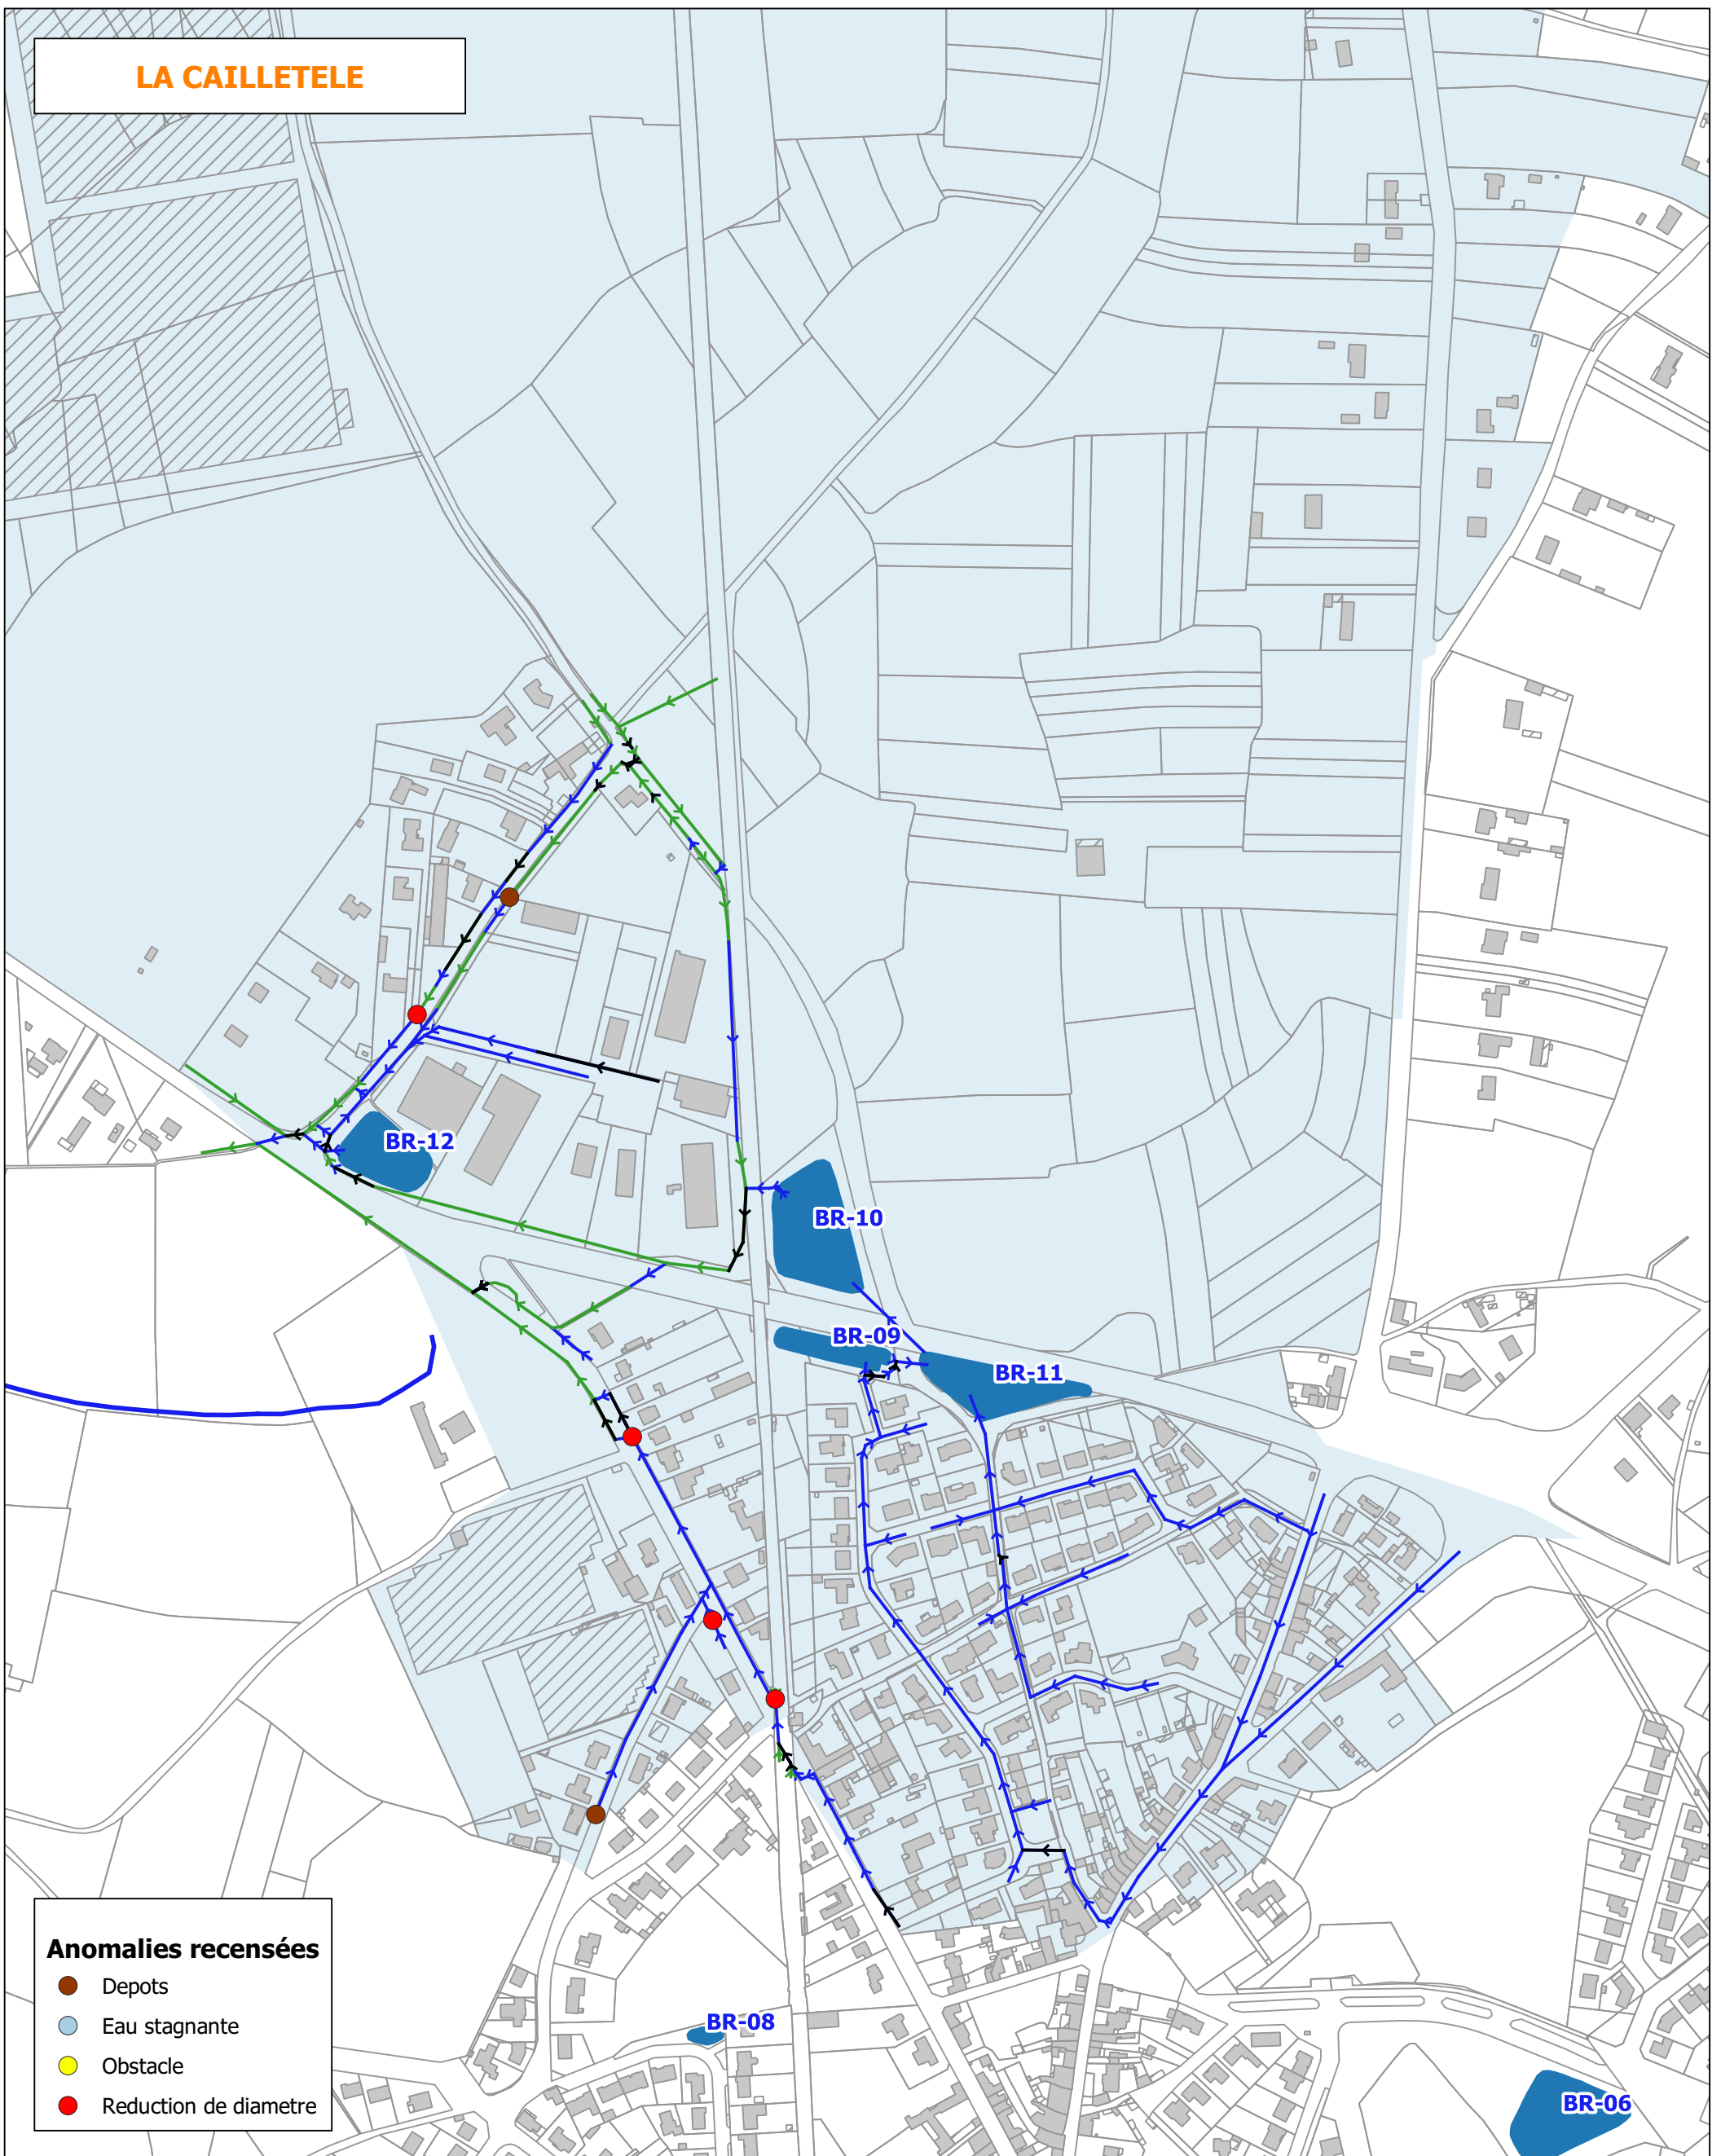 LA CAILLETELE
BR-12
BR-10
BR-09
BR-11
Anomalies recensées
Depots
Eau stagnante
Obstacle
Reduction de diametre
BR-08
BR-06